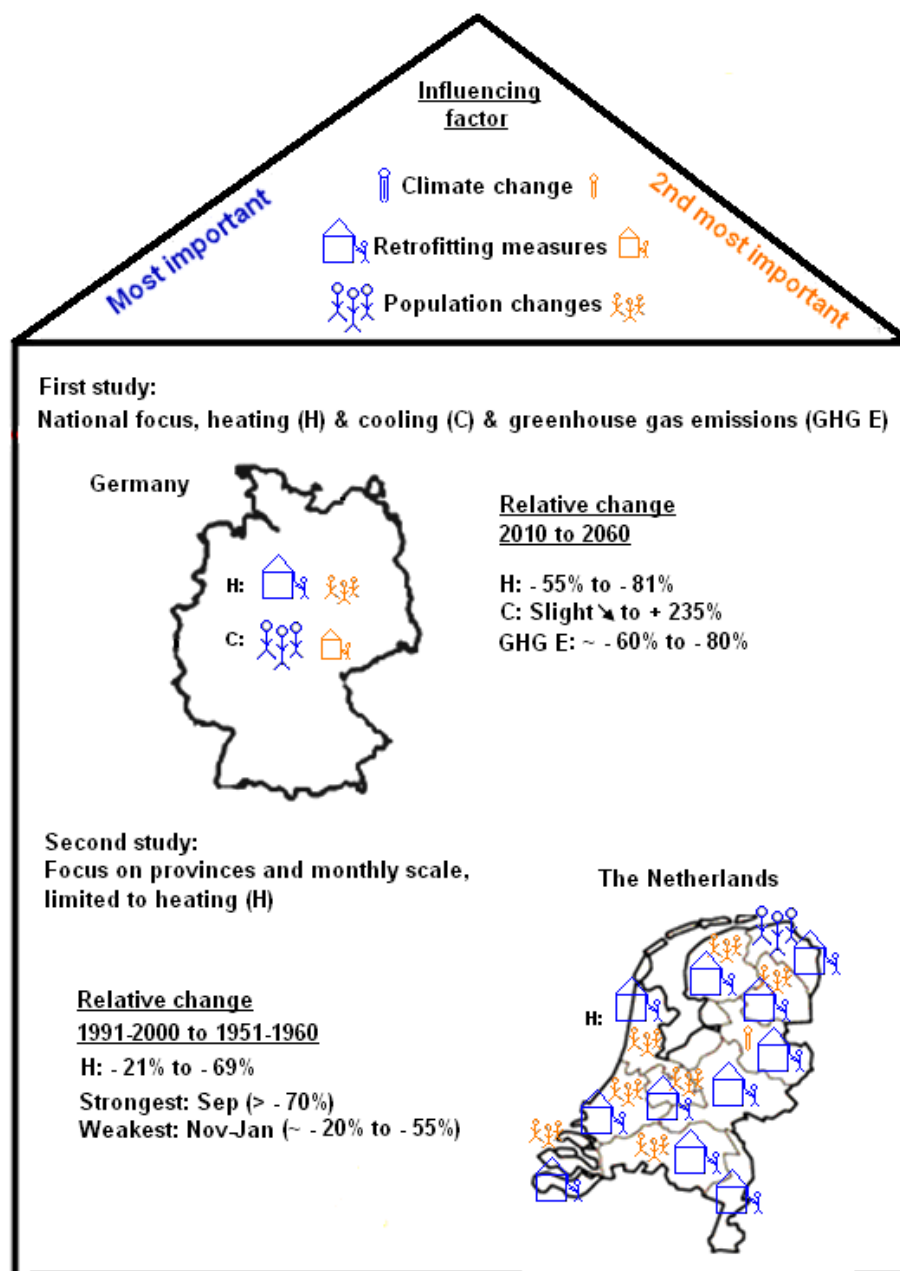 Influencing
factor
Most important
2nd most important
Climate change
Retrofitting measures
Population changes
First study:
National focus, heating (H) & cooling (C) & greenhouse gas emissions (GHG E)
Germany
H:
C:
Relative change
2010 to 2060
H: - 55% to - 81%
C: Slight ↘ to + 235%
GHG E: ~ - 60% to - 80%
Second study:
Focus on provinces and monthly scale,
limited to heating (H)
The Netherlands
H:
Relative change
1991-2000 to 1951-1960
H: - 21% to - 69%
Strongest: Sep (> - 70%)
Weakest: Nov-Jan (~ - 20% to - 55%)